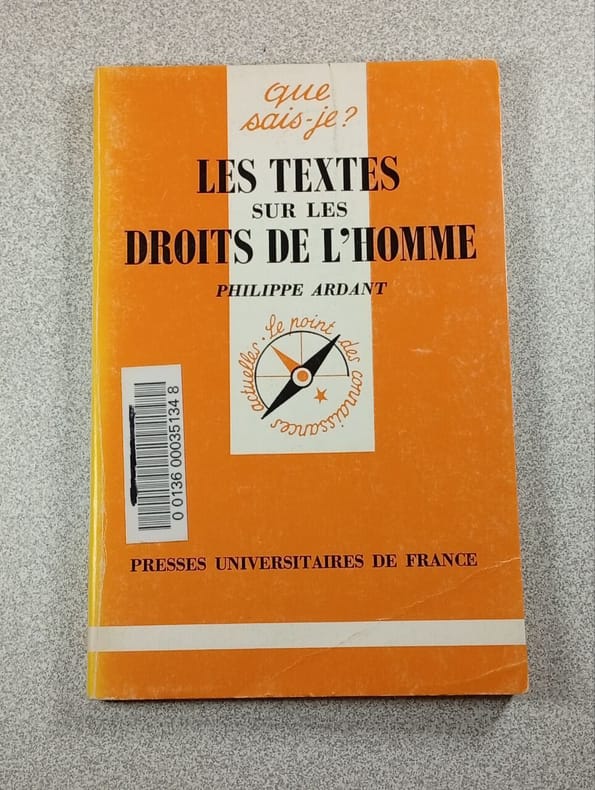 que
sais-je?
LES TEXTES
SUR LES
DROITS DE L'HOMME
PHILIPPE ARDANT
Le point des connaissances actuelles.
0 0136 00035134 8
PRESSES UNIVERSITAIRES DE FRANCE